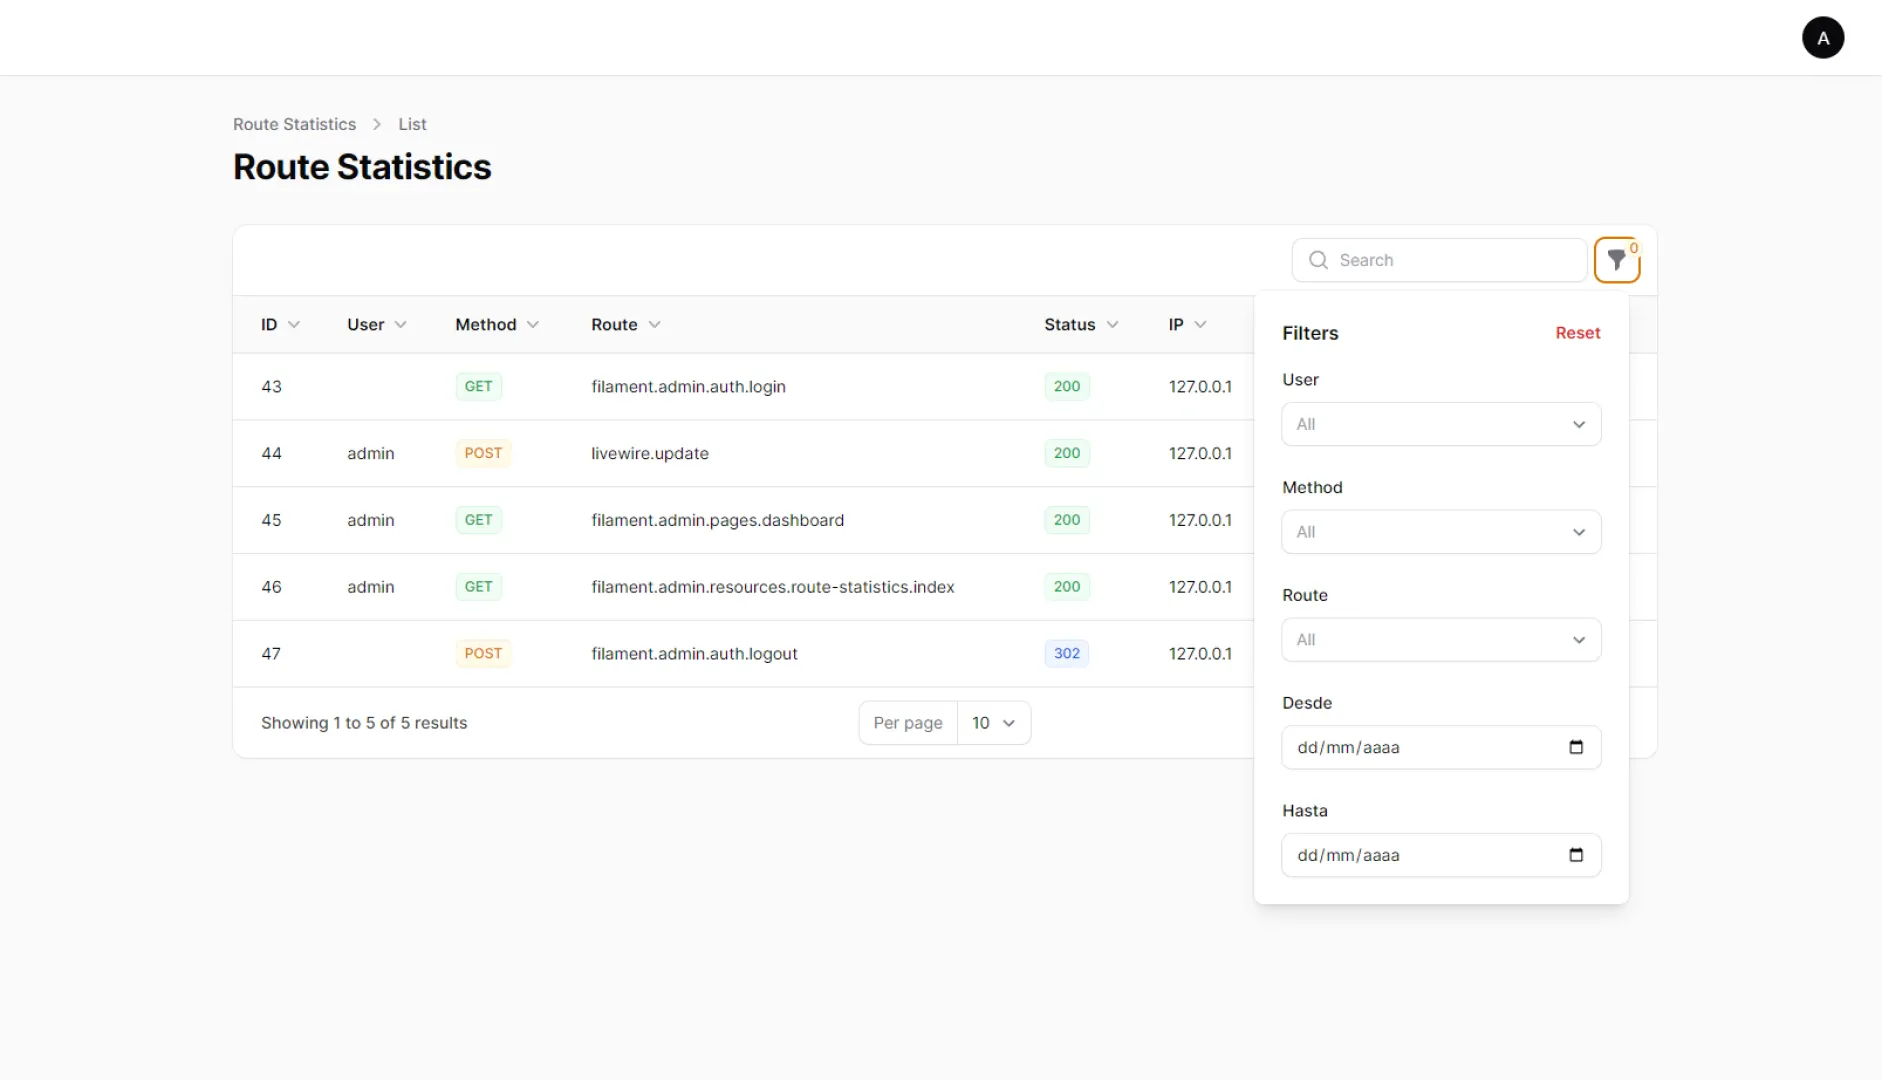 A
Route Statistics > List
Route Statistics
Search
0
ID User Method Route Status IP
43 GET filament.admin.auth.login 200 127.0.0.1
44 admin POST livewire.update 200 127.0.0.1
45 admin GET filament.admin.pages.dashboard 200 127.0.0.1
46 admin GET filament.admin.resources.route-statistics.index 200 127.0.0.1
47 POST filament.admin.auth.logout 302 127.0.0.1
Showing 1 to 5 of 5 results Per page 10
Filters Reset
User
All
Method
All
Route
All
Desde
dd/mm/aaaa
Hasta
dd/mm/aaaa